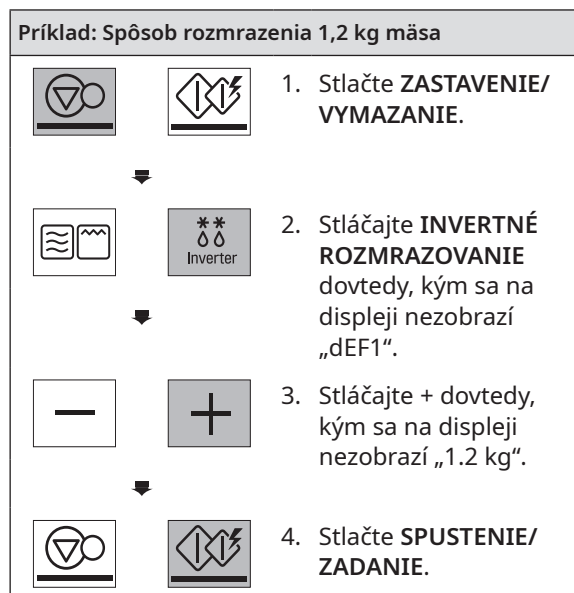 Príklad: Spôsob rozmrazenia 1,2 kg mäsa
1. Stlačte ZASTAVENIE/
VYMAZANIE.
Inverter
2. Stláčajte INVERTNÉ
ROZMRAZOVANIE
dovtedy, kým sa na
displeji nezobrazí
„dEF1“.
3. Stláčajte + dovtedy,
kým sa na displeji
nezobrazí „1.2 kg“.
4. Stlačte SPUSTENIE/
ZADANIE.